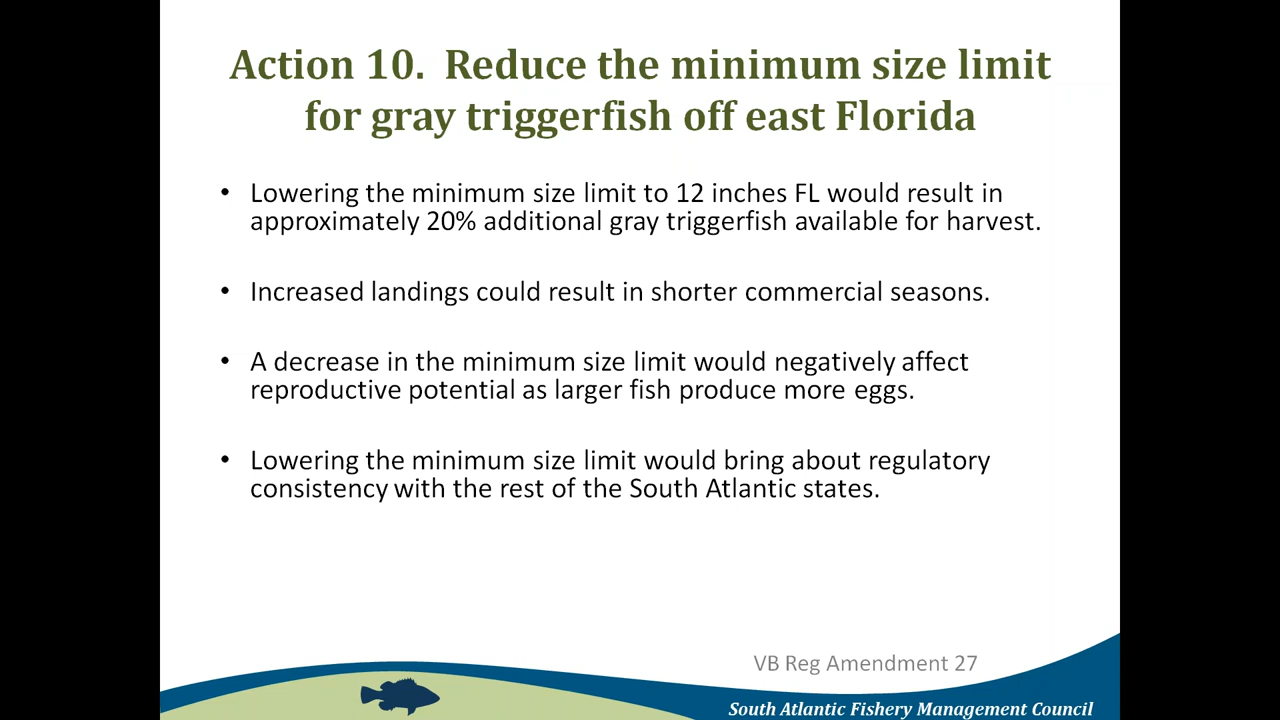 Action 10.  Reduce the minimum size limit
for gray triggerfish off east Florida
• Lowering the minimum size limit to 12 inches FL would result in
approximately 20% additional gray triggerfish available for harvest.
• Increased landings could result in shorter commercial seasons.
• A decrease in the minimum size limit would negatively affect
reproductive potential as larger fish produce more eggs.
• Lowering the minimum size limit would bring about regulatory
consistency with the rest of the South Atlantic states.
VB Reg Amendment 27
South Atlantic Fishery Management Council